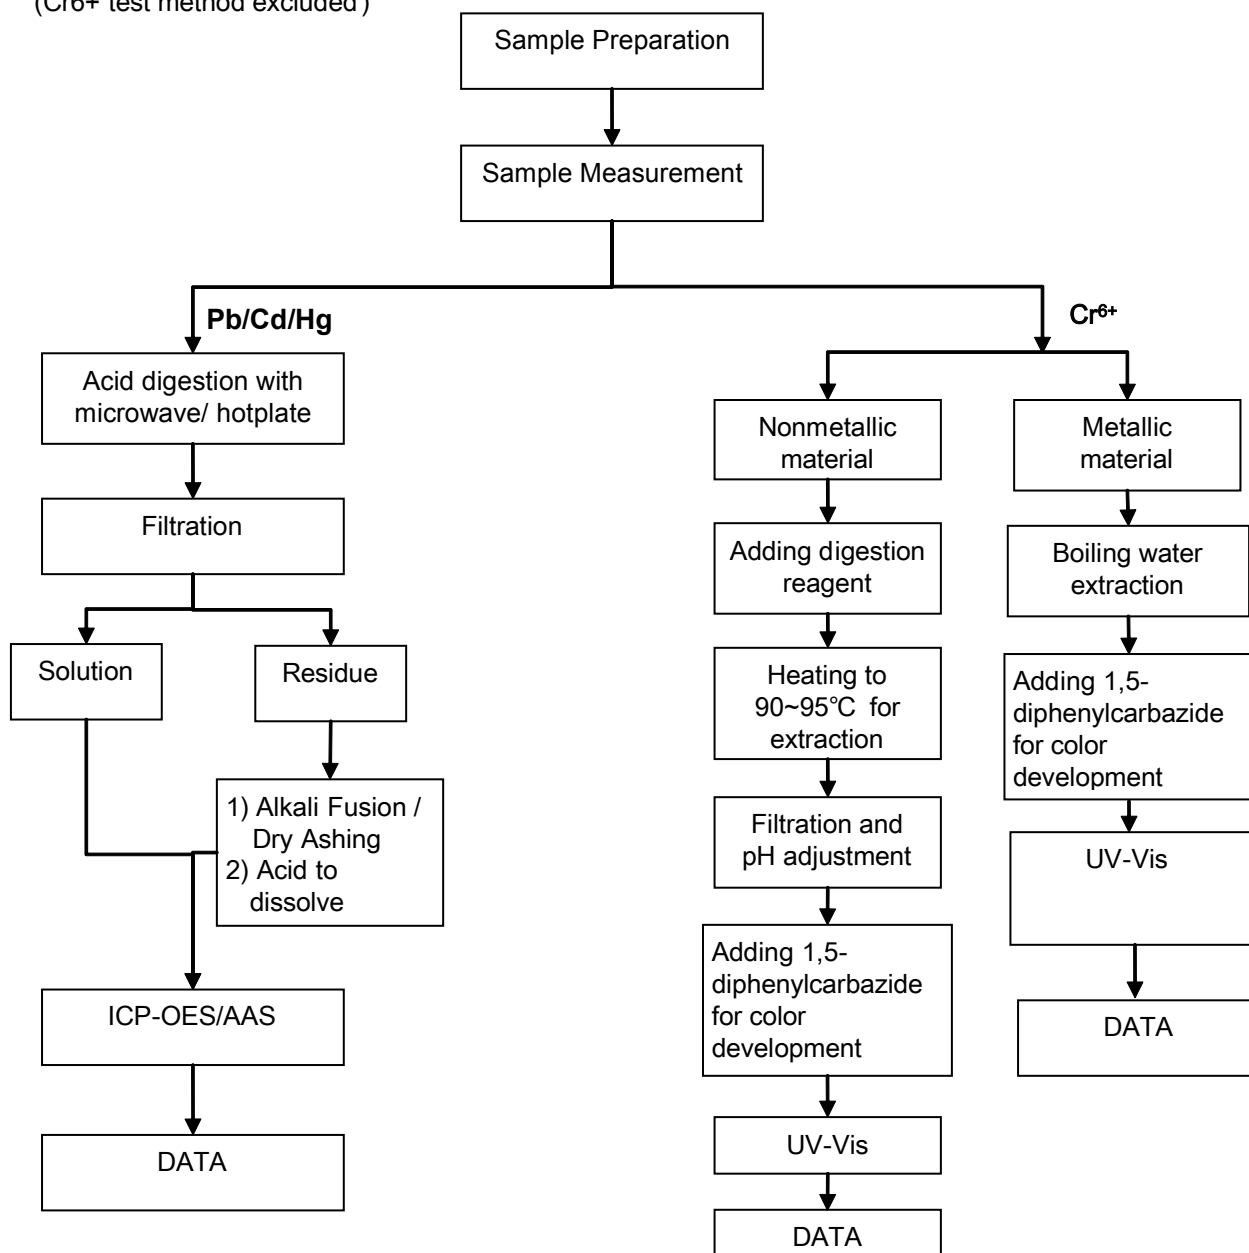 (Cr6+ test method excluded)
Sample Preparation
Sample Measurement
Pb/Cd/Hg
Acid digestion with
microwave/ hotplate
Filtration
Solution
Residue
1) Alkali Fusion /
Dry Ashing
2) Acid to
dissolve
ICP-OES/AAS
DATA
Cr⁶⁺
Nonmetallic
material
Adding digestion
reagent
Heating to
90~95℃ for
extraction
Filtration and
pH adjustment
Adding 1,5-
diphenylcarbazide
for color
development
UV-Vis
DATA
Metallic
material
Boiling water
extraction
Adding 1,5-
diphenylcarbazide
for color
development
UV-Vis
DATA